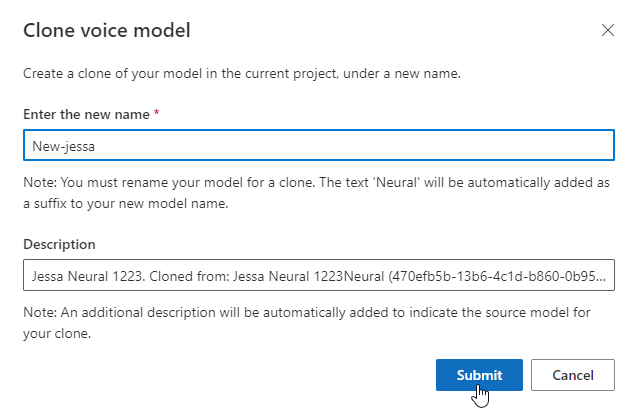 Clone voice model
Create a clone of your model in the current project, under a new name.
Enter the new name *
New-jessa
Note: You must rename your model for a clone. The text 'Neural' will be automatically added as
a suffix to your new model name.
Description
Jessa Neural 1223. Cloned from: Jessa Neural 1223Neural (470efb5b-13b6-4c1d-b860-0b95...
Note: An additional description will be automatically added to indicate the source model for
your clone.
Submit Cancel